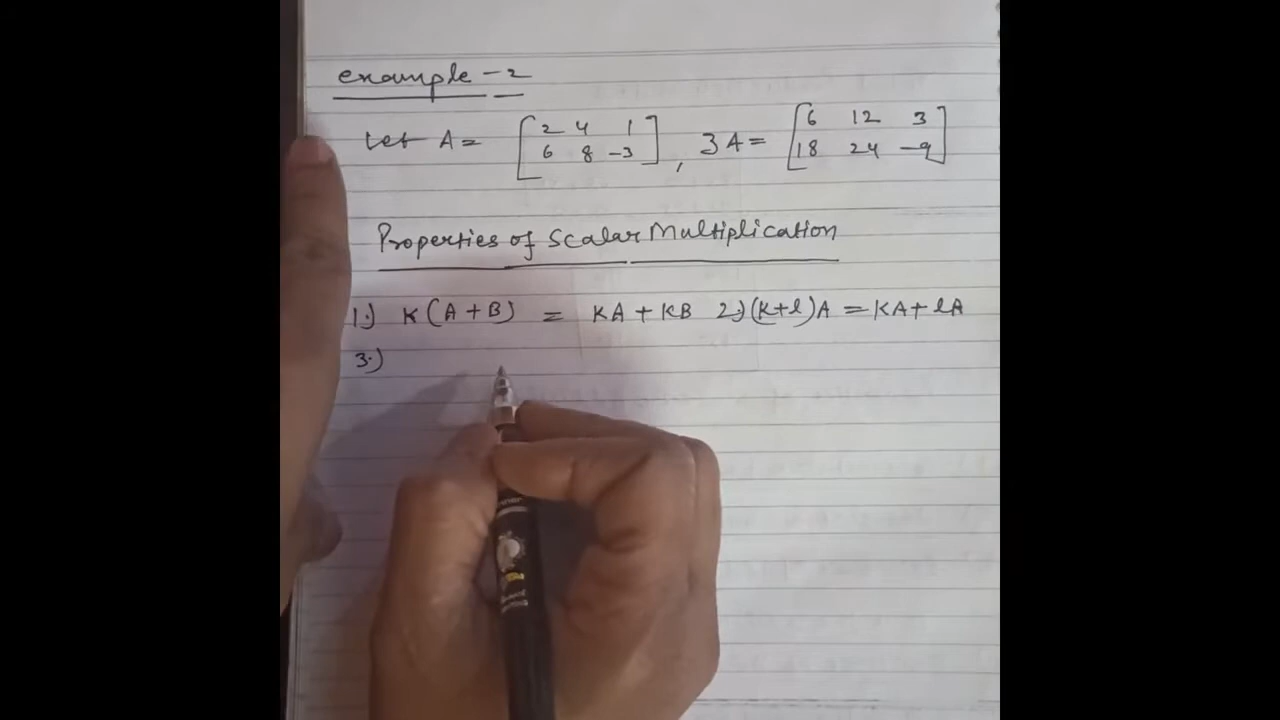 example - 2
Let A = [2 4 1 , 3A = [6 12 3
6 8 -3] 18 24 -9]
Properties of Scalar Multiplication
1.) K(A+B) = KA + KB 2.) (K+l)A = KA + lA
3.)